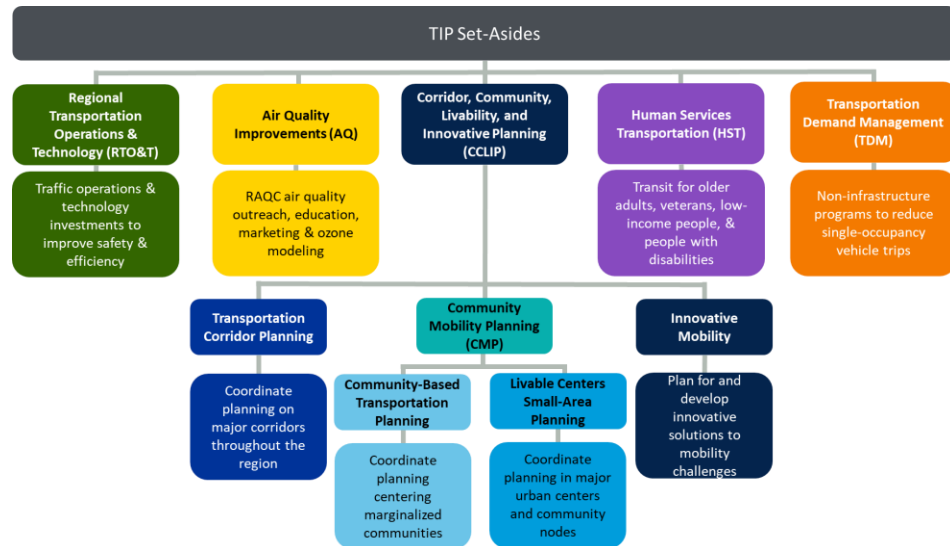 TIP Set-Asides
Regional
Transportation
Operations &
Technology (RTO&T)
Traffic operations &
technology
investments to
improve safety &
efficiency
Air Quality
Improvements (AQ)
RAQC air quality
outreach, education,
marketing & ozone
modeling
Corridor, Community,
Livability, and
Innovative Planning
(CCLIP)
Human Services
Transportation (HST)
Transit for older
adults, veterans, low-
income people, &
people with
disabilities
Transportation
Demand Management
(TDM)
Non-infrastructure
programs to reduce
single-occupancy
vehicle trips
Transportation
Corridor Planning
Coordinate
planning on
major corridors
throughout the
region
Community
Mobility Planning
(CMP)
Community-Based
Transportation
Planning
Coordinate
planning
centering
marginalized
communities
Livable Centers
Small-Area
Planning
Coordinate
planning in major
urban centers
and community
nodes
Innovative
Mobility
Plan for and
develop
innovative
solutions to
mobility
challenges